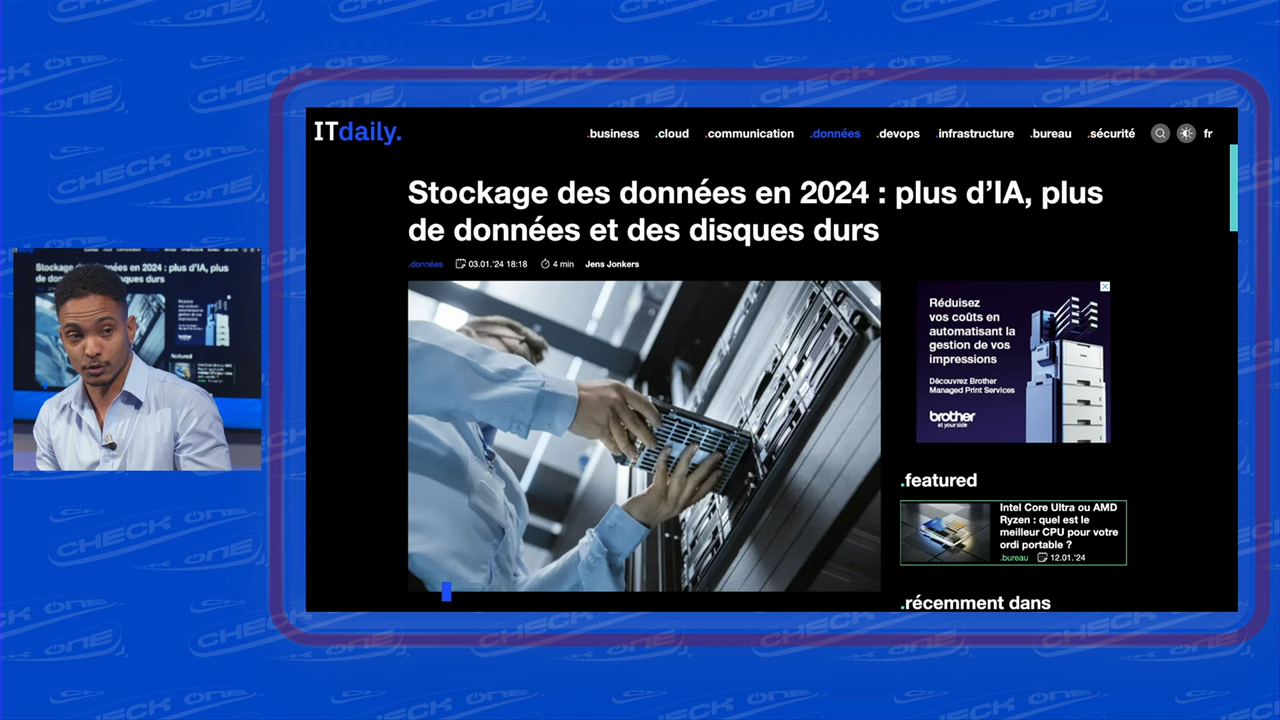 CHECK ONE
ITdaily.
.business .cloud .communication .données .devops .infrastructure .bureau .sécurité fr
Stockage des données en 2024 : plus d'IA, plus
de données et des disques durs
.données 03.01.'24 18:18 4 min Jens Jonkers
Réduisez
vos coûts en
automatisant la
gestion de vos
impressions
Découvrez Brother
Managed Print Services
brother
at your side
.featured
Intel Core Ultra ou AMD
Ryzen : quel est le
meilleur CPU pour votre
ordi portable ?
.bureau 12.01.'24
.récemment dans